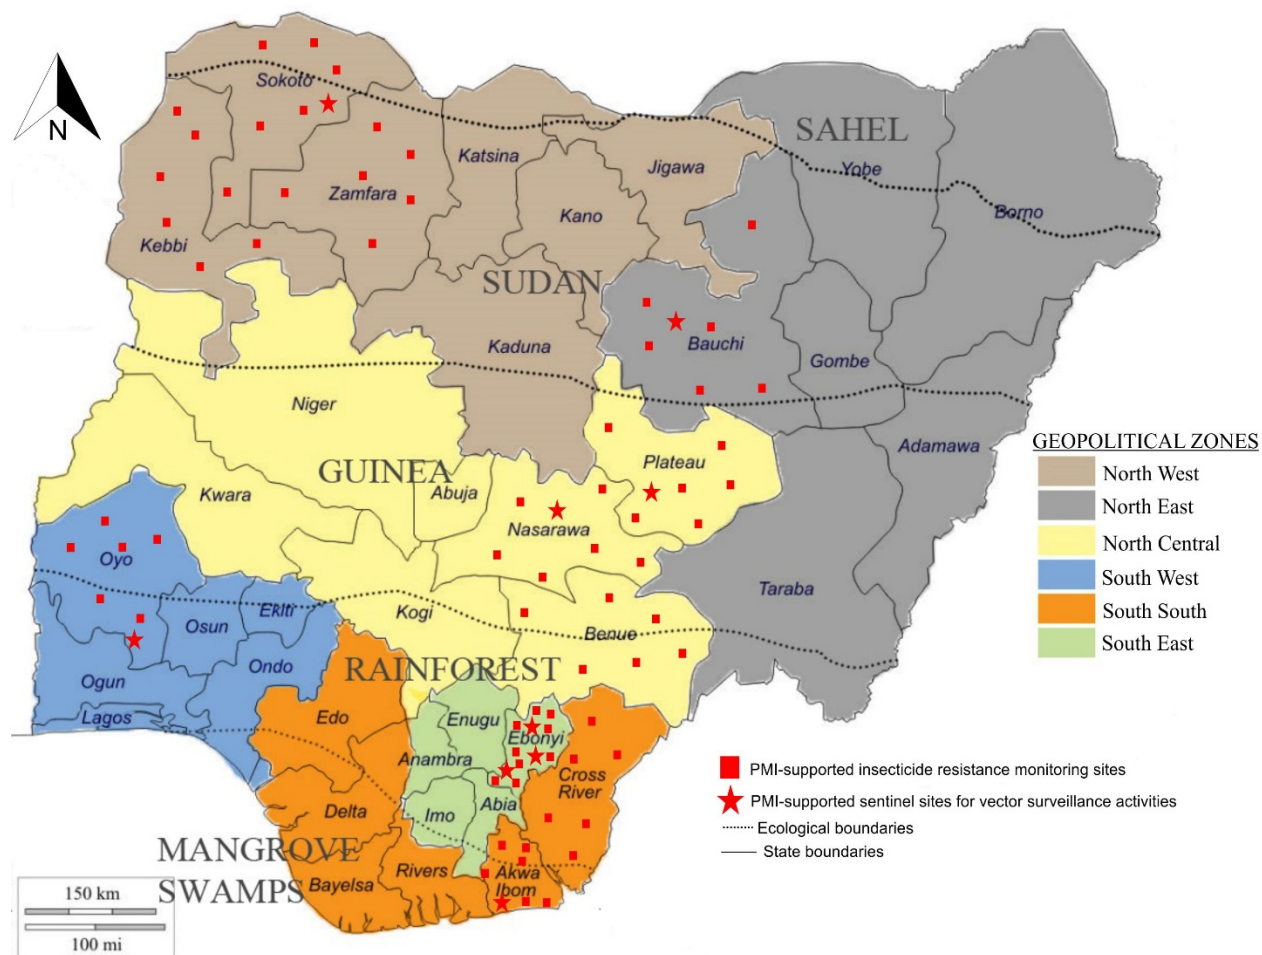 Sokoto
SAHEL
Katsina
Jigawa
Yobe
N
Zamfara
Kano
Borno
Kebbi
SUDAN
Kaduna
Bauchi
Gombe
Niger
GEOPOLITICAL ZONES
North West
North East
North Central
South West
South South
South East
Adamawa
Plateau
GUINEA
Abuja
Kwara
Nasarawa
Oyo
Taraba
Kogi
Ekiti
Osun
Benue
RAINFOREST
Ondo
Ogun
Lagos
Edo
Enugu
Ebonyi
Anambra
Cross
River
Abia
Imo
Delta
PMI-supported insecticide resistance monitoring sites
PMI-supported sentinel sites for vector surveillance activities
Ecological boundaries
State boundaries
MANGROVE
SWAMPS
Rivers
Akwa
Ibom
Bayelsa
150 km
100 mi